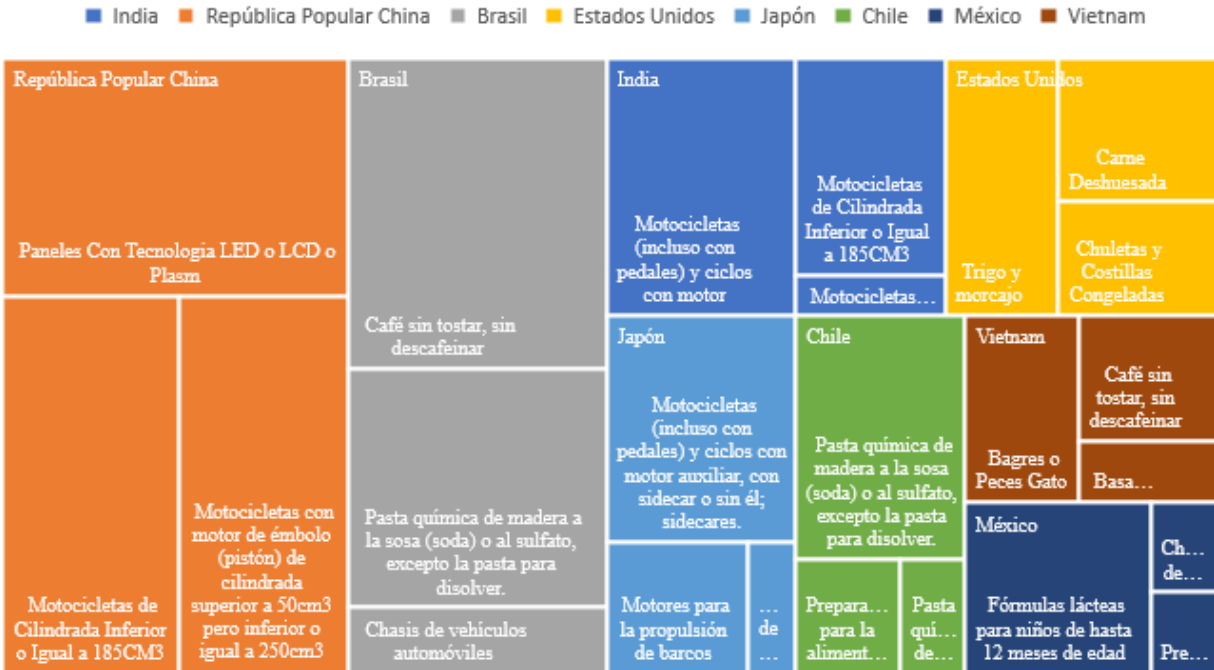 India República Popular China Brasil Estados Unidos Japón Chile México Vietnam
República Popular China
Paneles Con Tecnologia LED o LCD o
Plasm
Motocicletas de
Cilindrada Inferior
o Igual a 185CM3
Motocicletas con
motor de émbolo
(pistón) de
cilindrada
superior a 50cm3
pero inferior o
igual a 250cm3
Brasil
Café sin tostar, sin
descafeinar
Pasta química de madera a
la sosa (soda) o al sulfato,
excepto la pasta para
disolver.
Chasis de vehículos
automóviles
India
Motocicletas
(incluso con
pedales) y ciclos
con motor
Motocicletas
de Cilindrada
Inferior o Igual
a 185CM3
Motocicletas…
Estados Unidos
Trigo y
morcajo
Carne
Deshuesada
Chuletas y
Costillas
Congeladas
Japón
Motocicletas
(incluso con
pedales) y ciclos con
motor auxiliar, con
sidecar o sin él;
sidecares.
Motores para
la propulsión
de barcos
…
de
…
Chile
Pasta química de
madera a la sosa
(soda) o al sulfato,
excepto la pasta
para disolver.
Prepara…
para la
aliment…
Pasta
quí…
de…
Vietnam
Bagres o
Peces Gato
Café sin
tostar, sin
descafeinar
Basa…
México
Fórmulas lácteas
para niños de hasta
12 meses de edad
Ch…
de…
Pre…